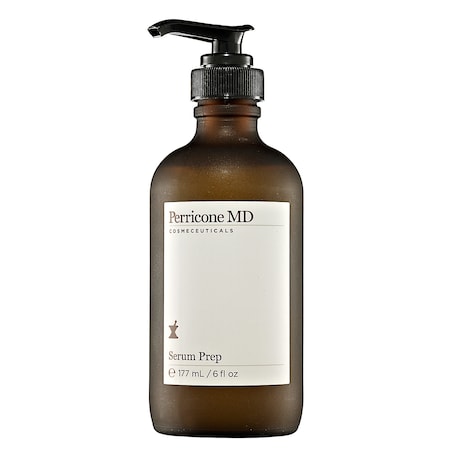 Perricone MD
COSMECEUTICALS
Serum Prep
℮ 177 mL / 6 fl oz